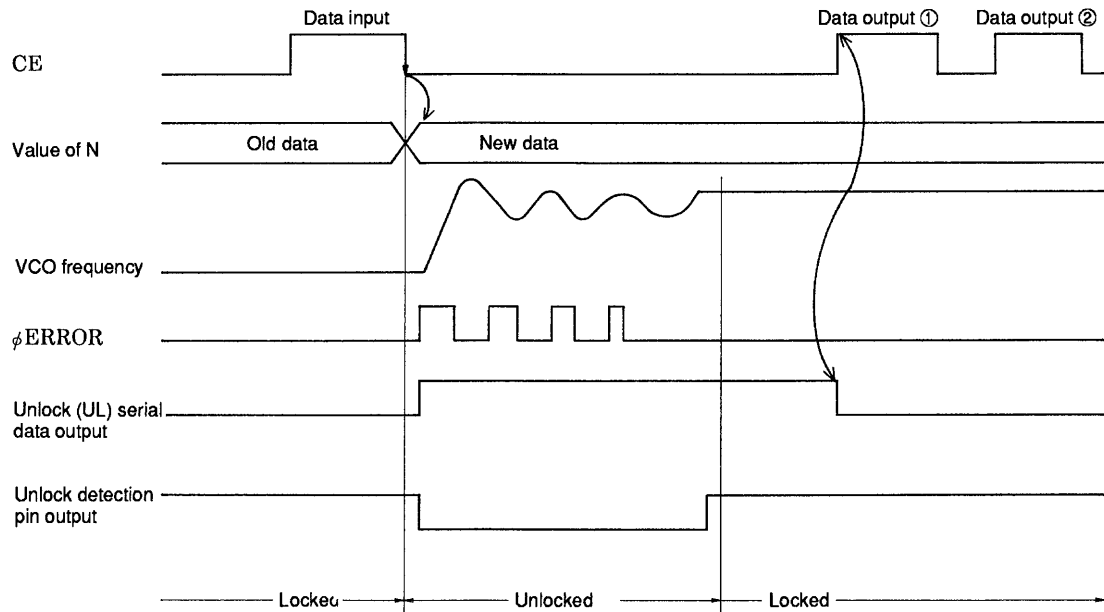 Data input
Data output ①
Data output ②
CE
Value of N
Old data
New data
VCO frequency
φERROR
Unlock (UL) serial
data output
Unlock detection
pin output
Locked
Unlocked
Locked